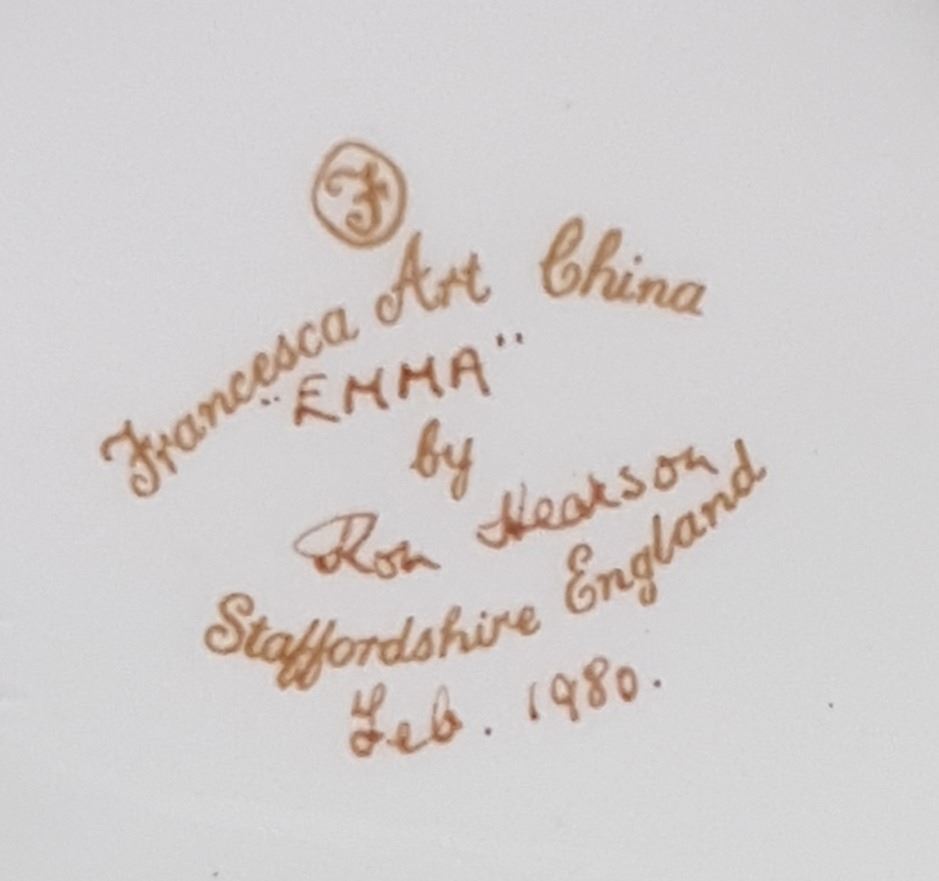 F
Francesca Art China
"EMMA"
by
Ron Hearson
Staffordshire England
Feb. 1980.